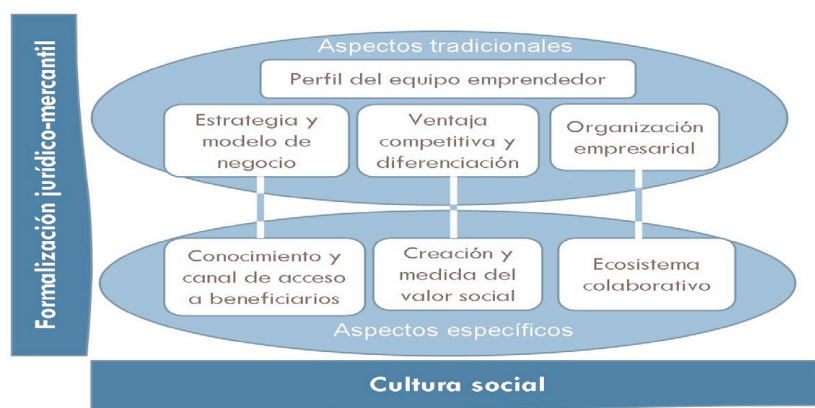 Formalización jurídico-mercantil
Aspectos tradicionales
Perfil del equipo emprendedor
Estrategia y
modelo de
negocio
Ventaja
competitiva y
diferenciación
Organización
empresarial
Conocimiento y
canal de acceso
a beneficiarios
Creación y
medida del
valor social
Ecosistema
colaborativo
Aspectos específicos
Cultura social